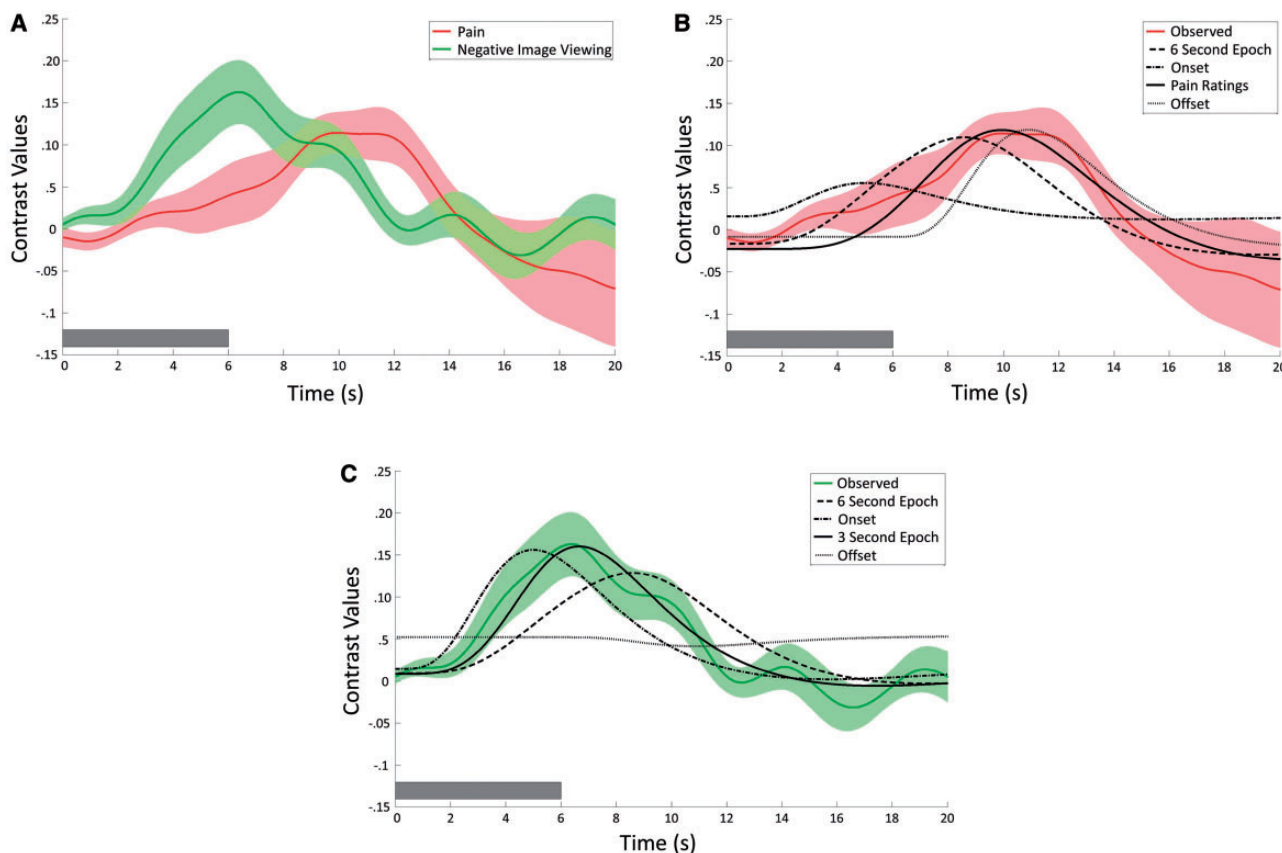 A
Pain
Negative Image Viewing
.25
.20
.15
.10
.5
0
-.05
-.1
-.15
Contrast Values
0 2 4 6 8 10 12 14 16 18 20
Time (s)
B
Observed
6 Second Epoch
Onset
Pain Ratings
Offset
.25
.20
.15
.10
.5
0
-.05
-.1
-.15
Contrast Values
0 2 4 6 8 10 12 14 16 18 20
Time (s)
C
Observed
6 Second Epoch
Onset
3 Second Epoch
Offset
.25
.20
.15
.10
.5
0
-.05
-.1
-.15
Contrast Values
0 2 4 6 8 10 12 14 16 18 20
Time (s)